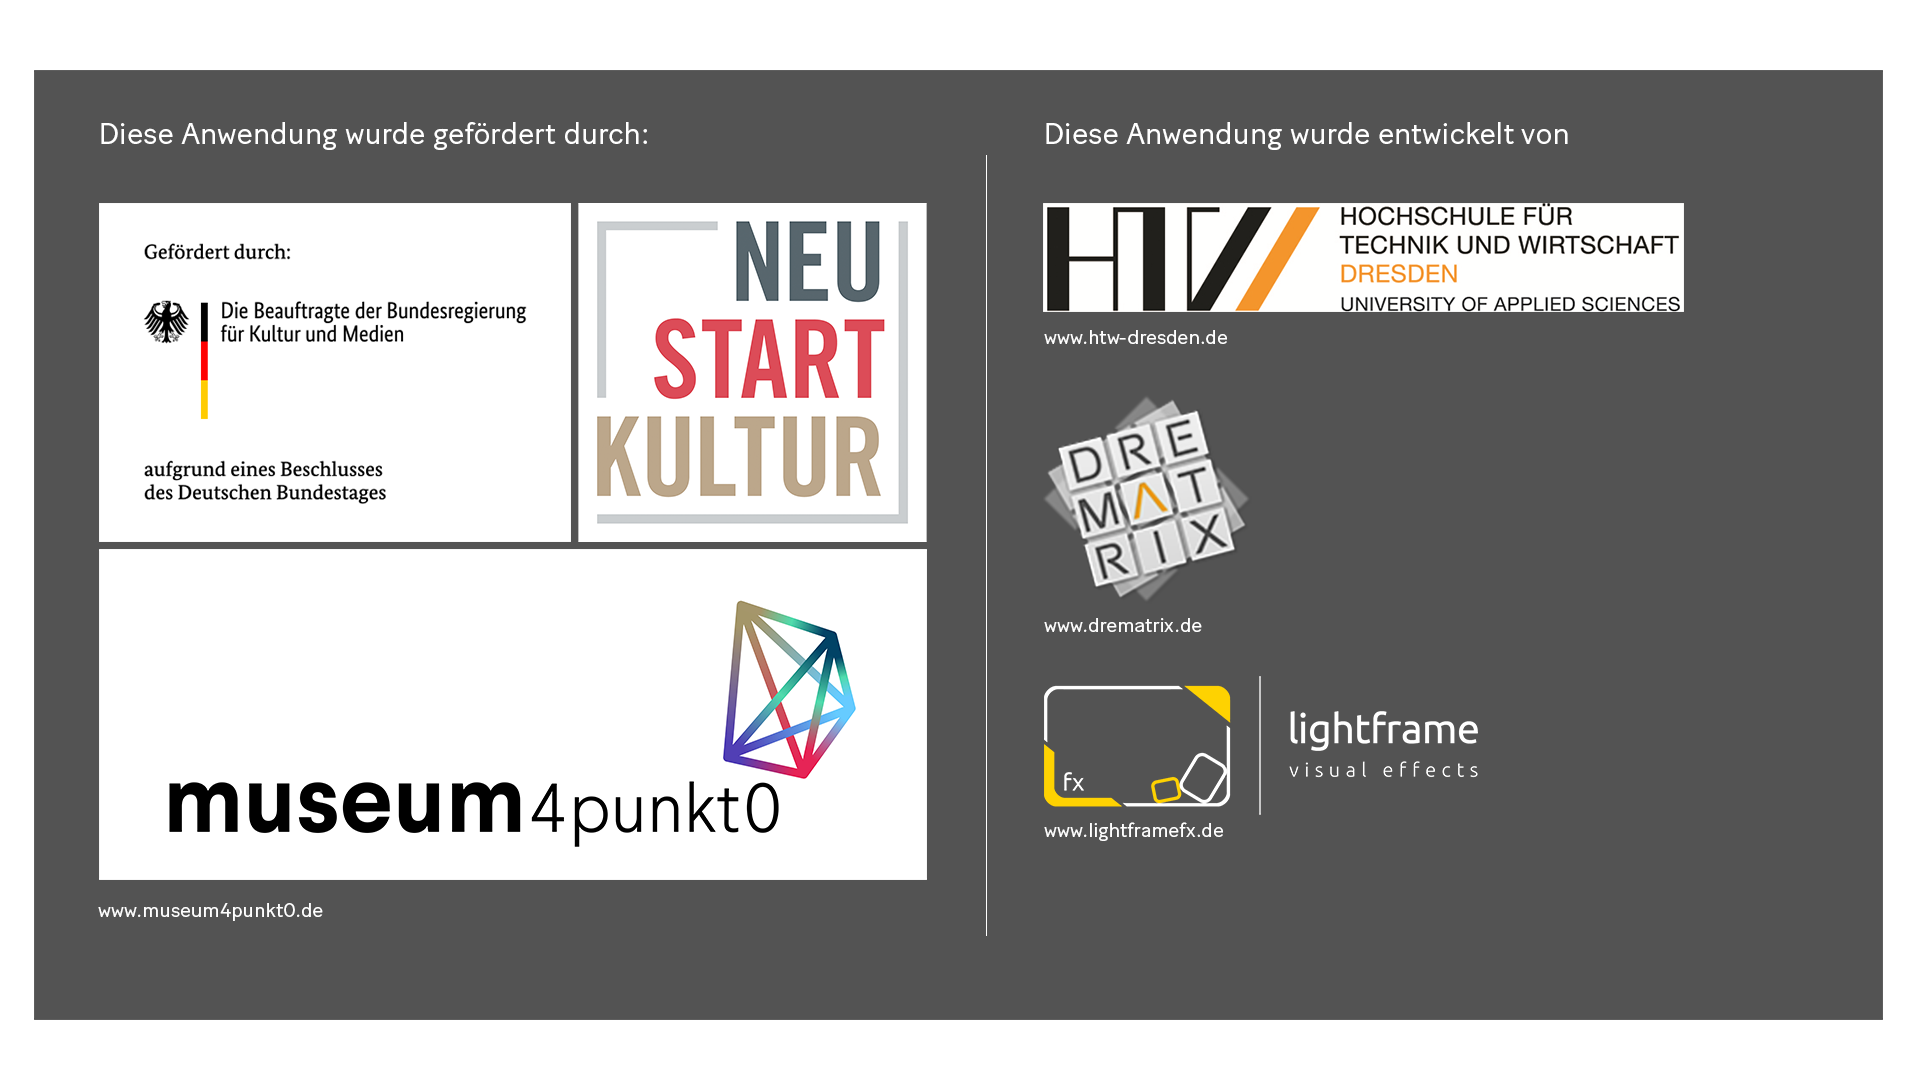 Diese Anwendung wurde gefördert durch:
Gefördert durch:
Die Beauftragte der Bundesregierung
für Kultur und Medien
aufgrund eines Beschlusses
des Deutschen Bundestages
NEU
START
KULTUR
museum4punkt0
www.museum4punkt0.de
Diese Anwendung wurde entwickelt von
HTW
HOCHSCHULE FÜR
TECHNIK UND WIRTSCHAFT
DRESDEN
UNIVERSITY OF APPLIED SCIENCES
www.htw-dresden.de
DRE
MAT
RIX
www.drematrix.de
fx
lightframe
visual effects
www.lightframefx.de